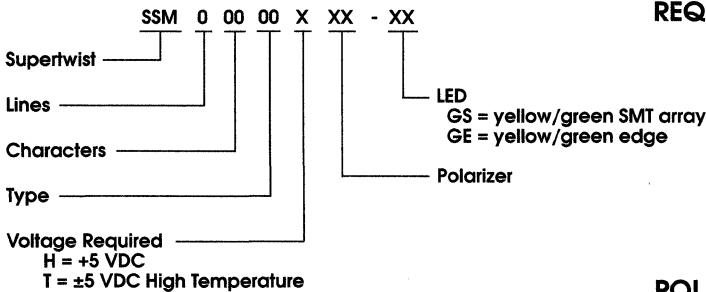 SSM 0 00 00 X XX - XX
REQ
Supertwist
Lines
Characters
Type
Voltage Required
H = +5 VDC
T = ±5 VDC High Temperature
LED
GS = yellow/green SMT array
GE = yellow/green edge
Polarizer
POL